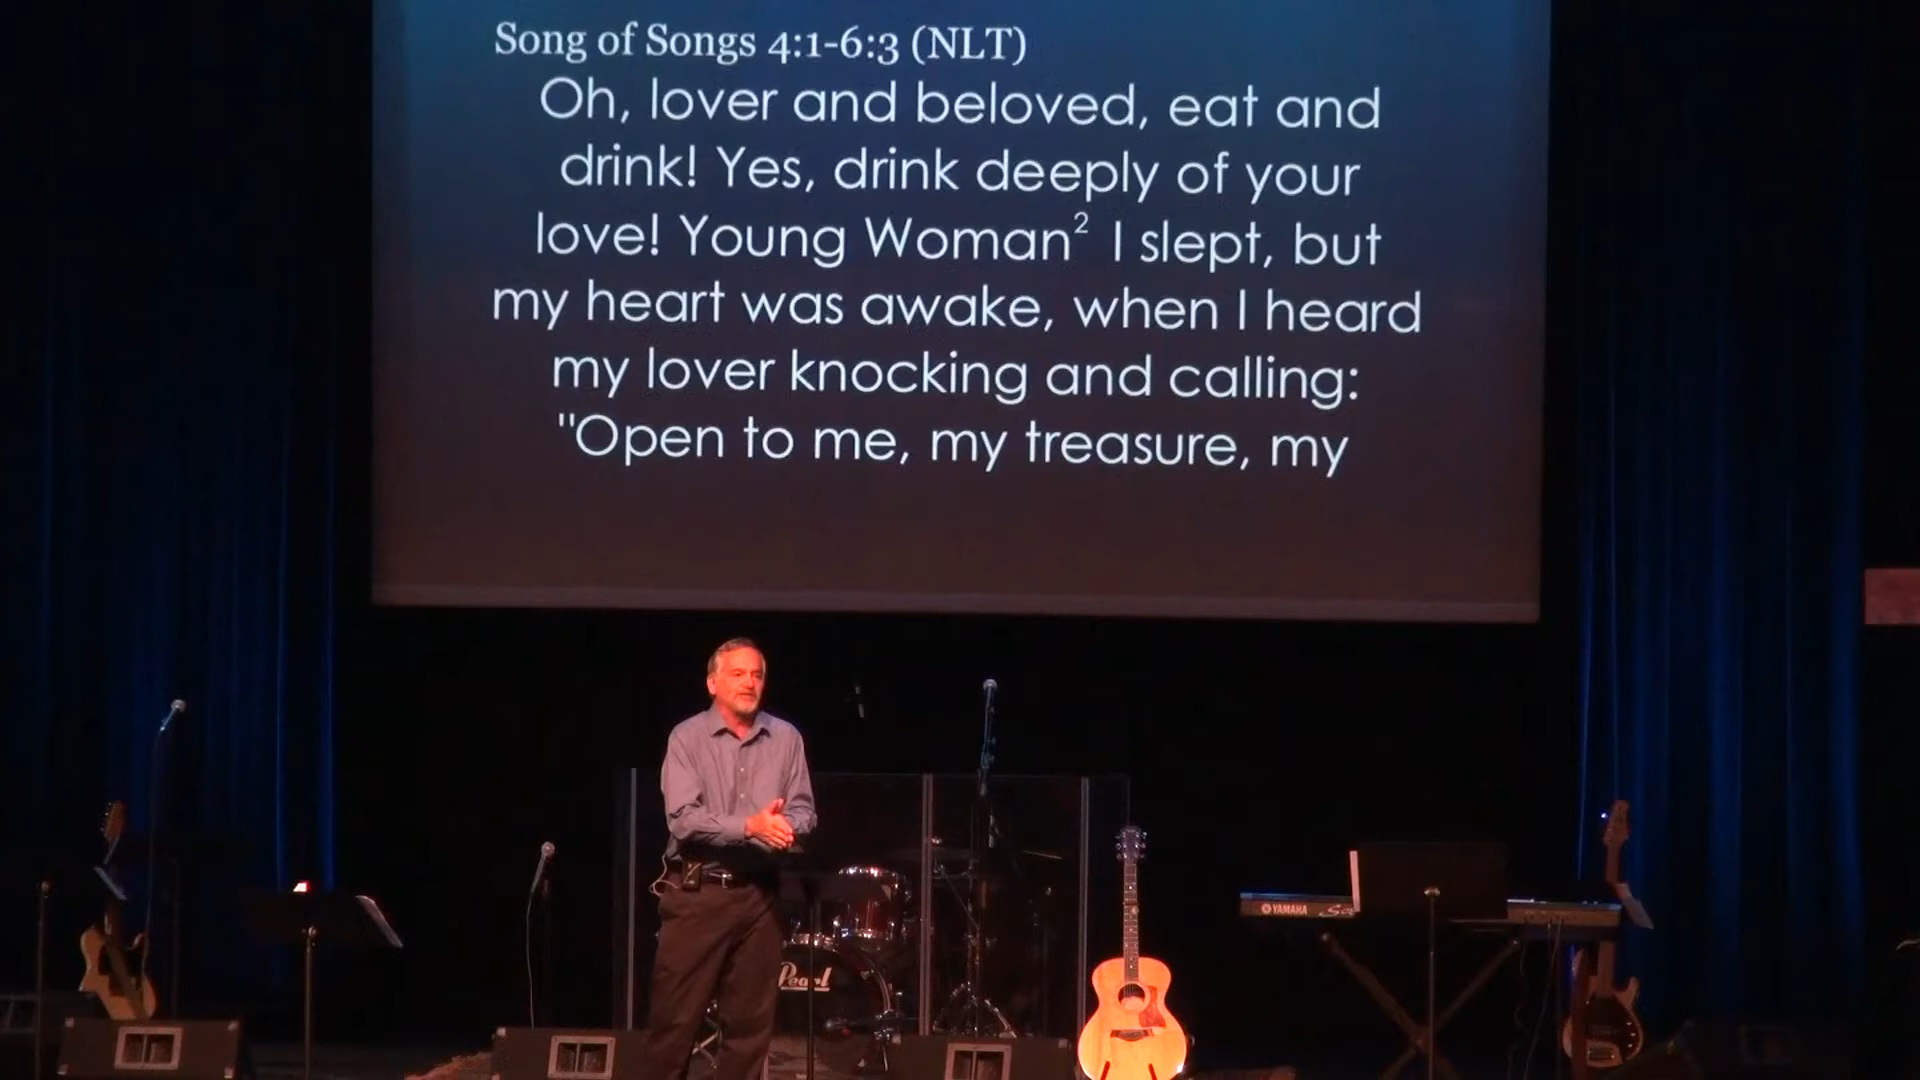 Song of Songs 4:1-6:3 (NLT)
Oh, lover and beloved, eat and
drink! Yes, drink deeply of your
love! Young Woman² I slept, but
my heart was awake, when I heard
my lover knocking and calling:
"Open to me, my treasure, my
Pearl
YAMAHA